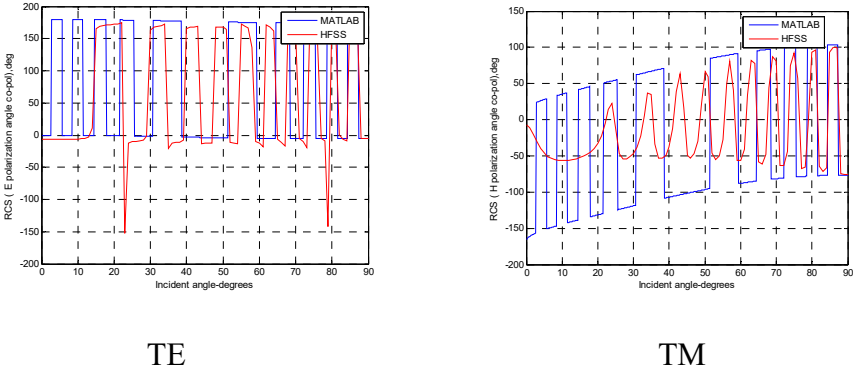 200
150
100
50
0
-50
-100
-150
-200
RCS ( E polarization angle co-pol),deg
0 10 20 30 40 50 60 70 80 90
Incident angle-degrees
MATLAB
HFSS
TE
150
100
50
0
-50
-100
-150
-200
RCS ( H polarization angle co-pol),deg
0 10 20 30 40 50 60 70 80 90
Incident angle-degrees
MATLAB
HFSS
TM